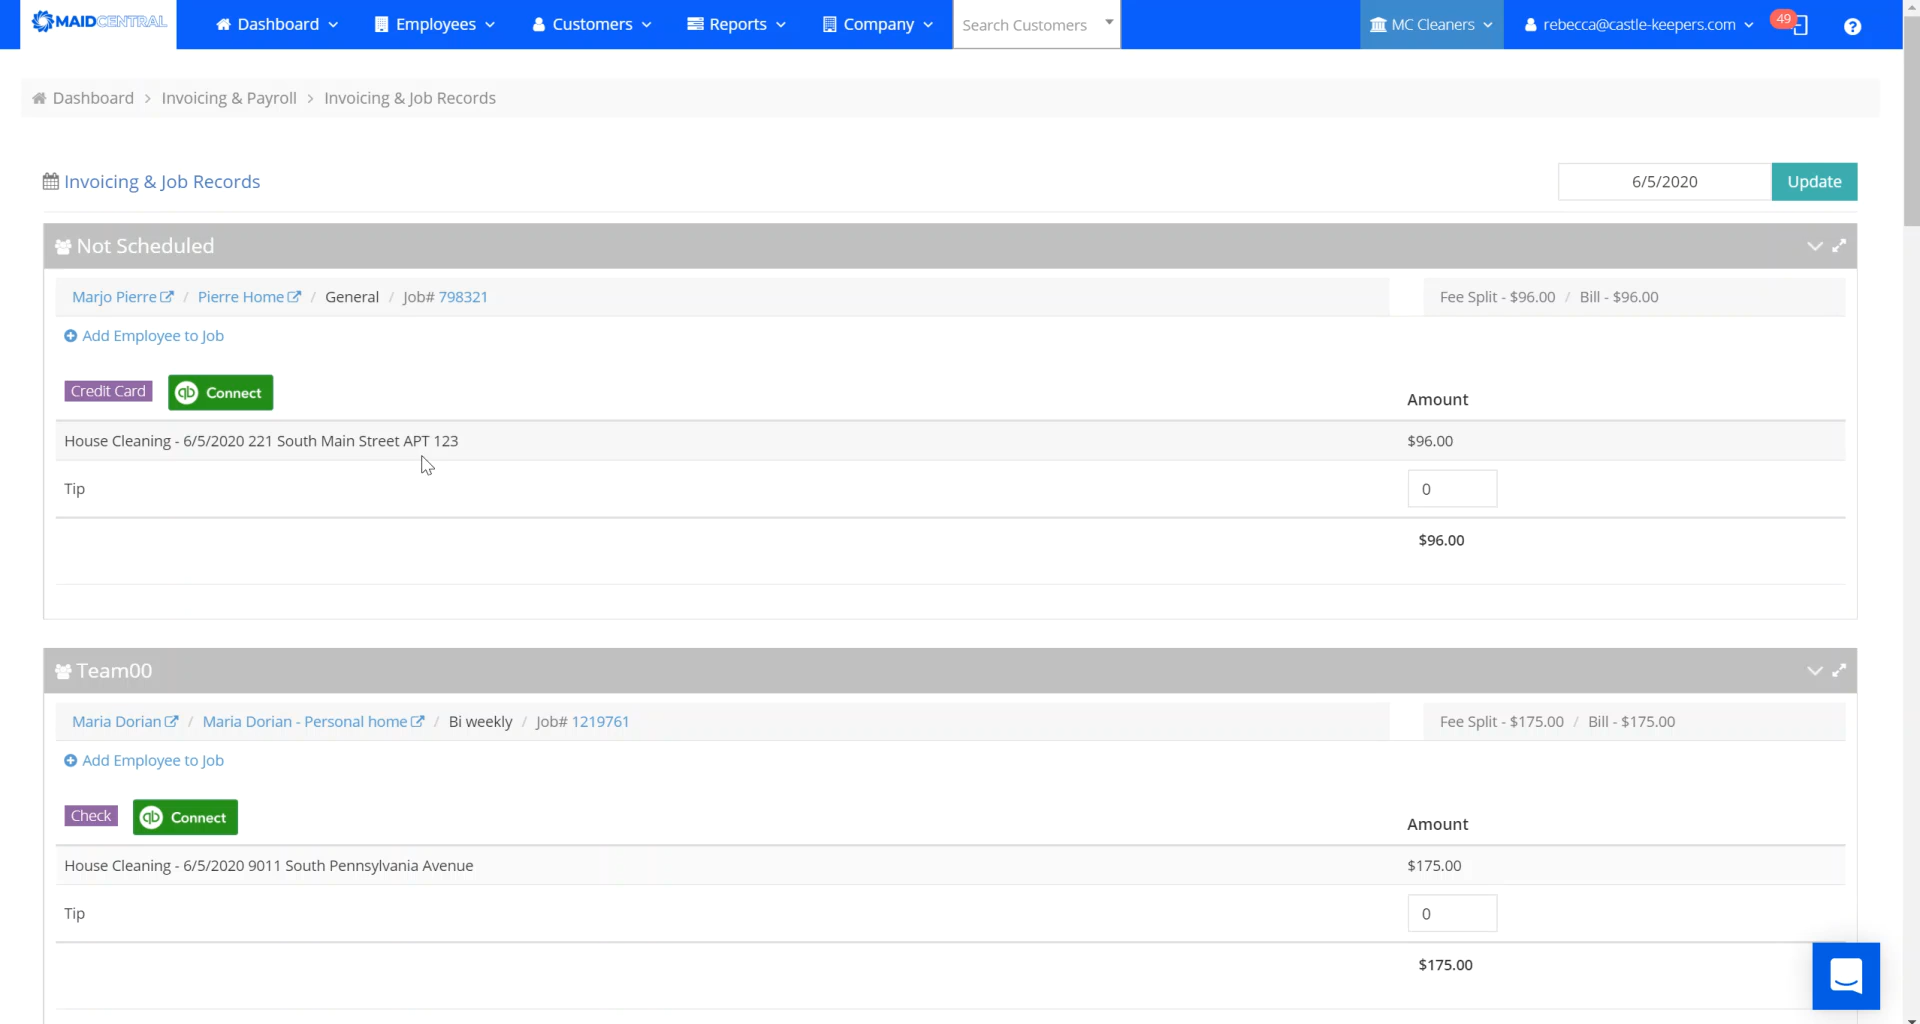 MAIDCENTRAL Dashboard Employees Customers Reports Company Search Customers MC Cleaners rebecca@castle-keepers.com 49 ?
Dashboard > Invoicing & Payroll > Invoicing & Job Records
Invoicing & Job Records 6/5/2020 Update
Not Scheduled
Marjo Pierre / Pierre Home / General / Job# 798321 Fee Split - $96.00 / Bill - $96.00
Add Employee to Job
Credit Card qb Connect Amount
House Cleaning - 6/5/2020 221 South Main Street APT 123 $96.00
Tip 0
$96.00
Team00
Maria Dorian / Maria Dorian - Personal home / Bi weekly / Job# 1219761 Fee Split - $175.00 / Bill - $175.00
Add Employee to Job
Check qb Connect Amount
House Cleaning - 6/5/2020 9011 South Pennsylvania Avenue $175.00
Tip 0
$175.00